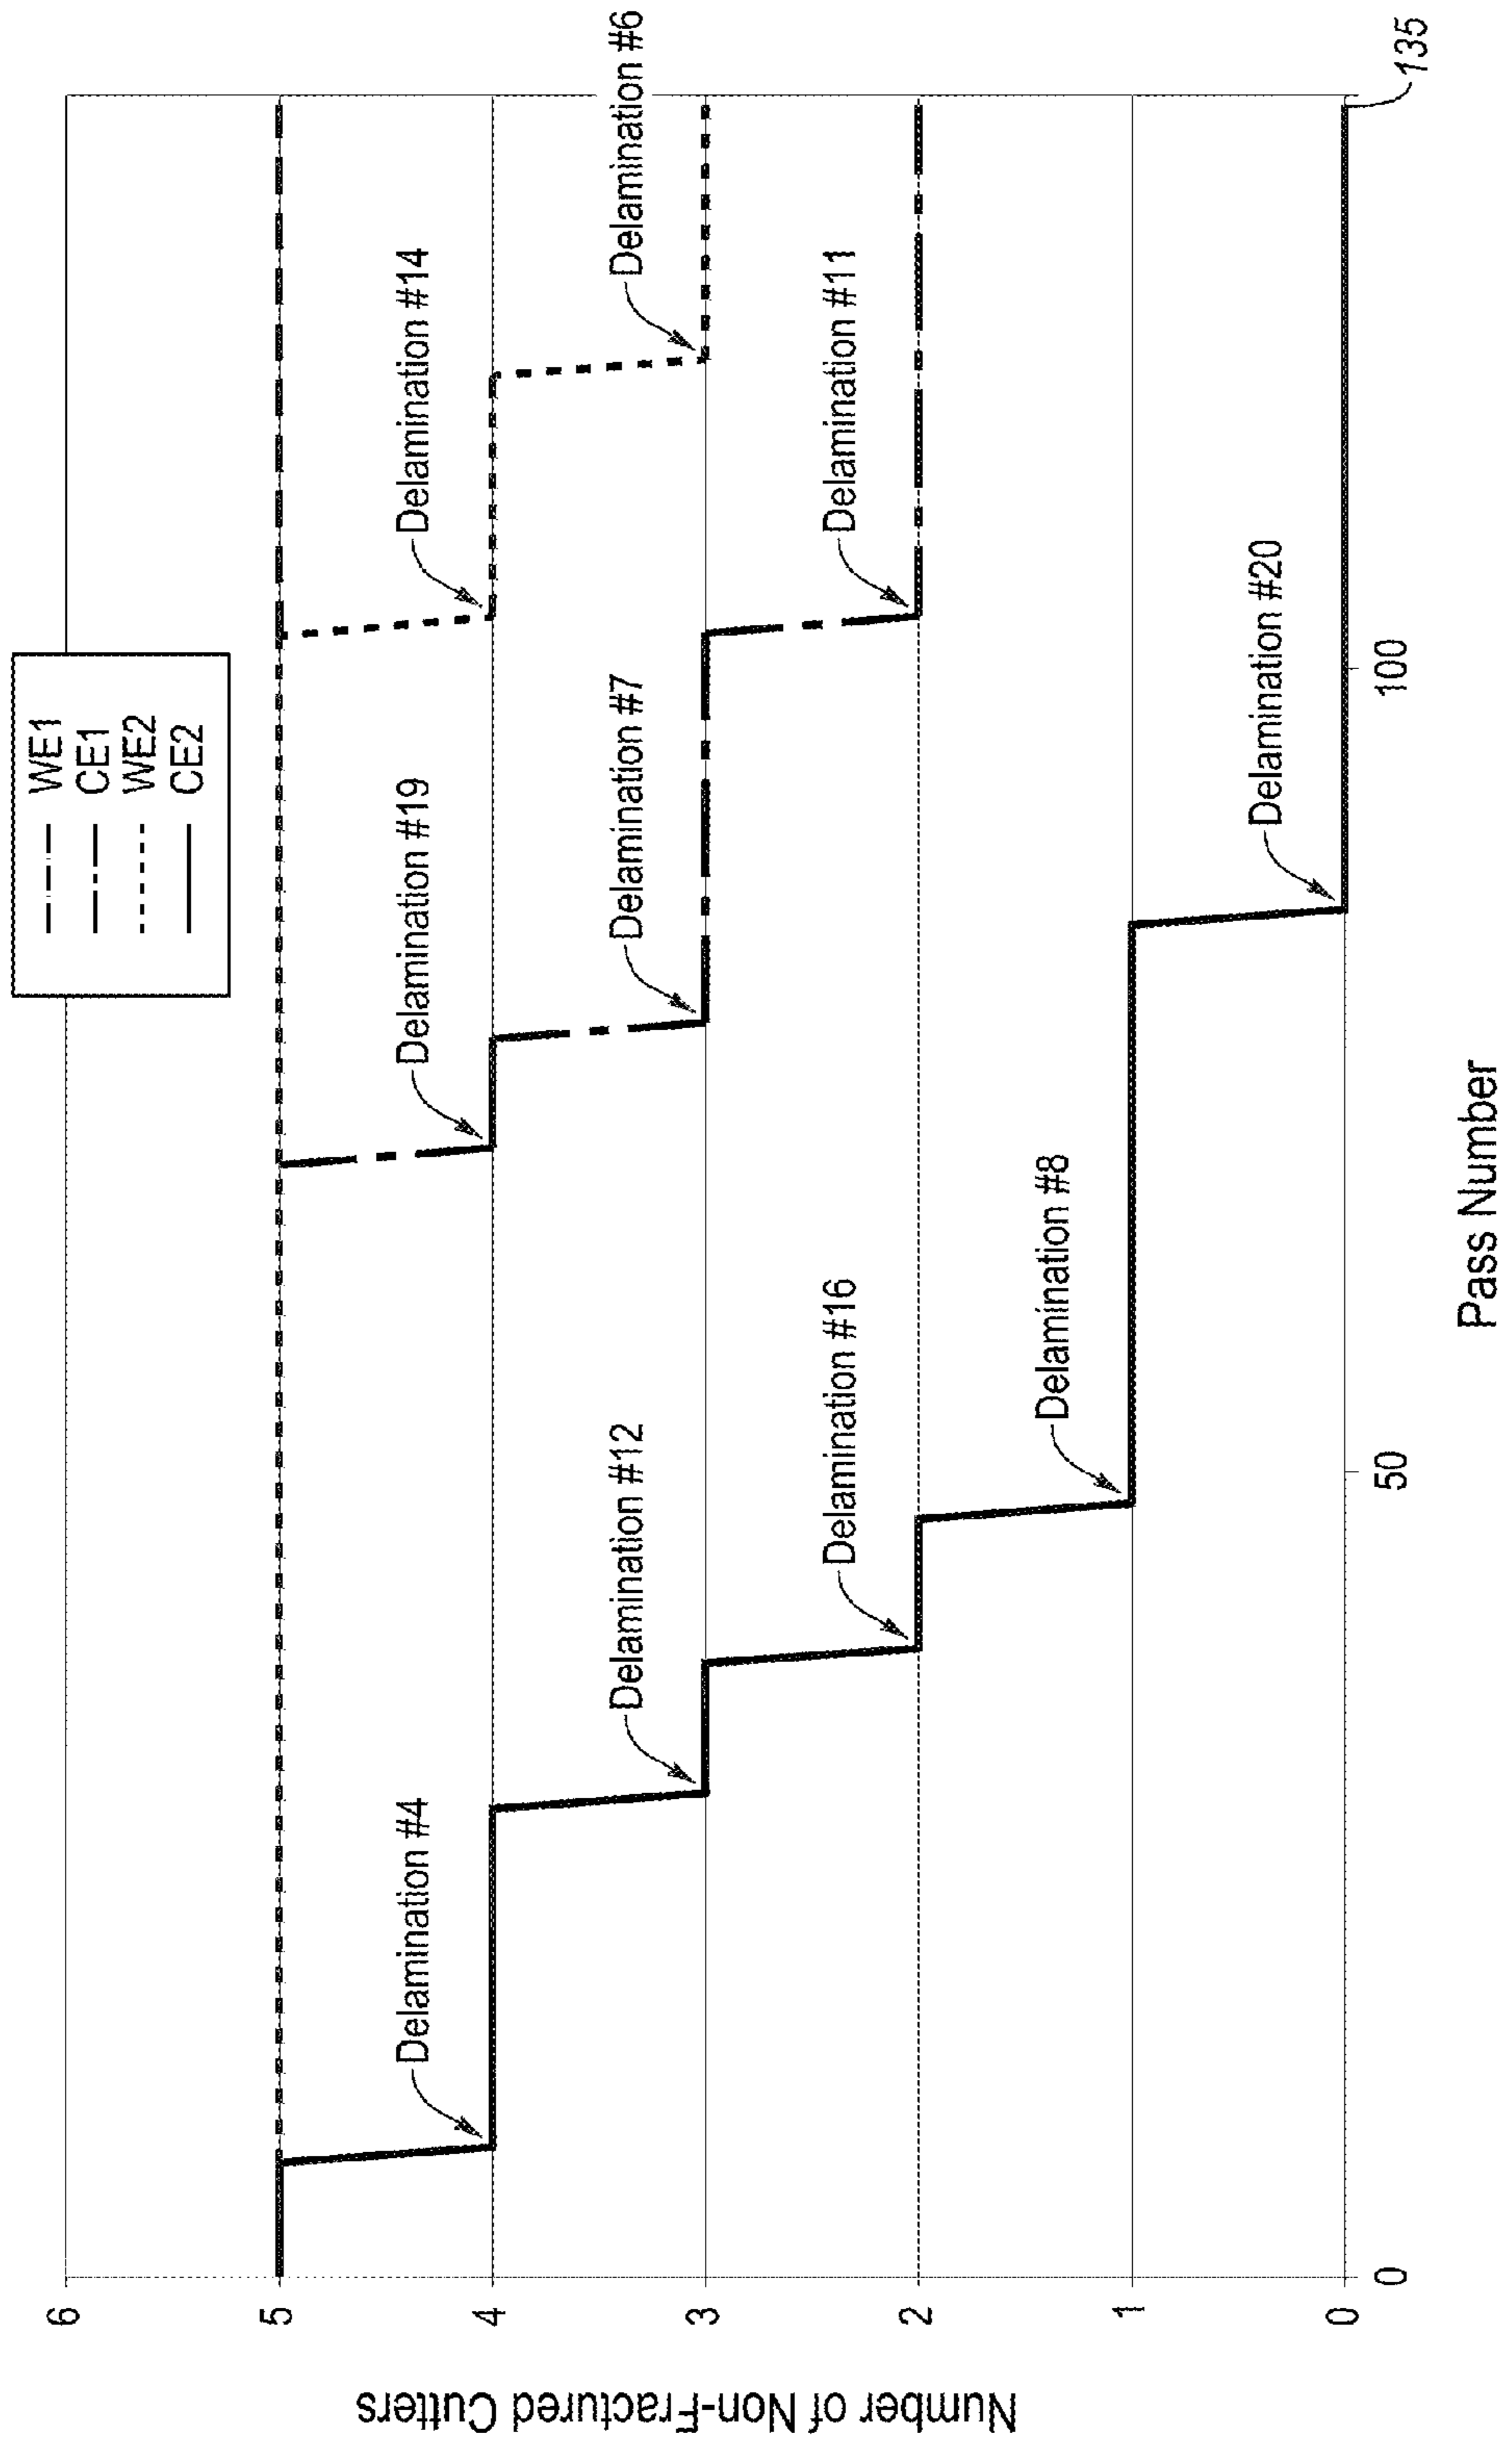 WE1
CE1
WE2
CE2
Number of Non-Fractured Cutters
6
5
4
3
2
1
0
Delamination #4
Delamination #19
Delamination #14
Delamination #12
Delamination #7
Delamination #6
Delamination #16
Delamination #11
Delamination #8
Delamination #20
0
50
100
135
Pass Number